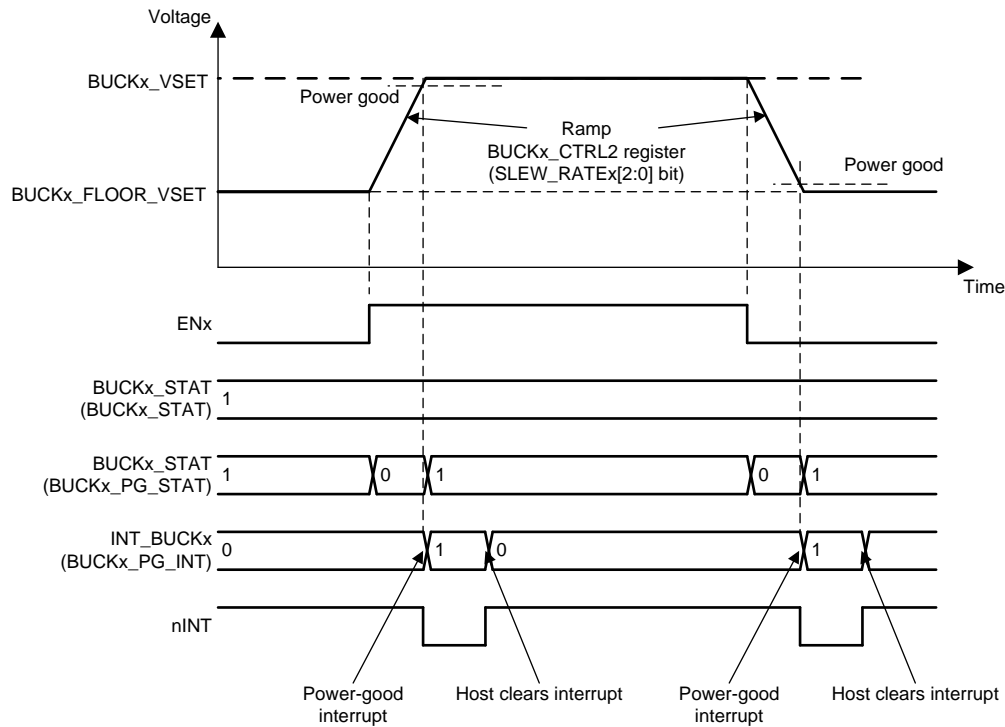 Voltage
BUCKx_VSET
Power good
Ramp
BUCKx_CTRL2 register
(SLEW_RATEx[2:0] bit)
Power good
BUCKx_FLOOR_VSET
Time
ENx
BUCKx_STAT
(BUCKx_STAT)
1
BUCKx_STAT
(BUCKx_PG_STAT)
1 0 1 0 1
INT_BUCKx
(BUCKx_PG_INT)
0 1 0 1
nINT
Power-good
interrupt
Host clears interrupt
Power-good
interrupt
Host clears interrupt